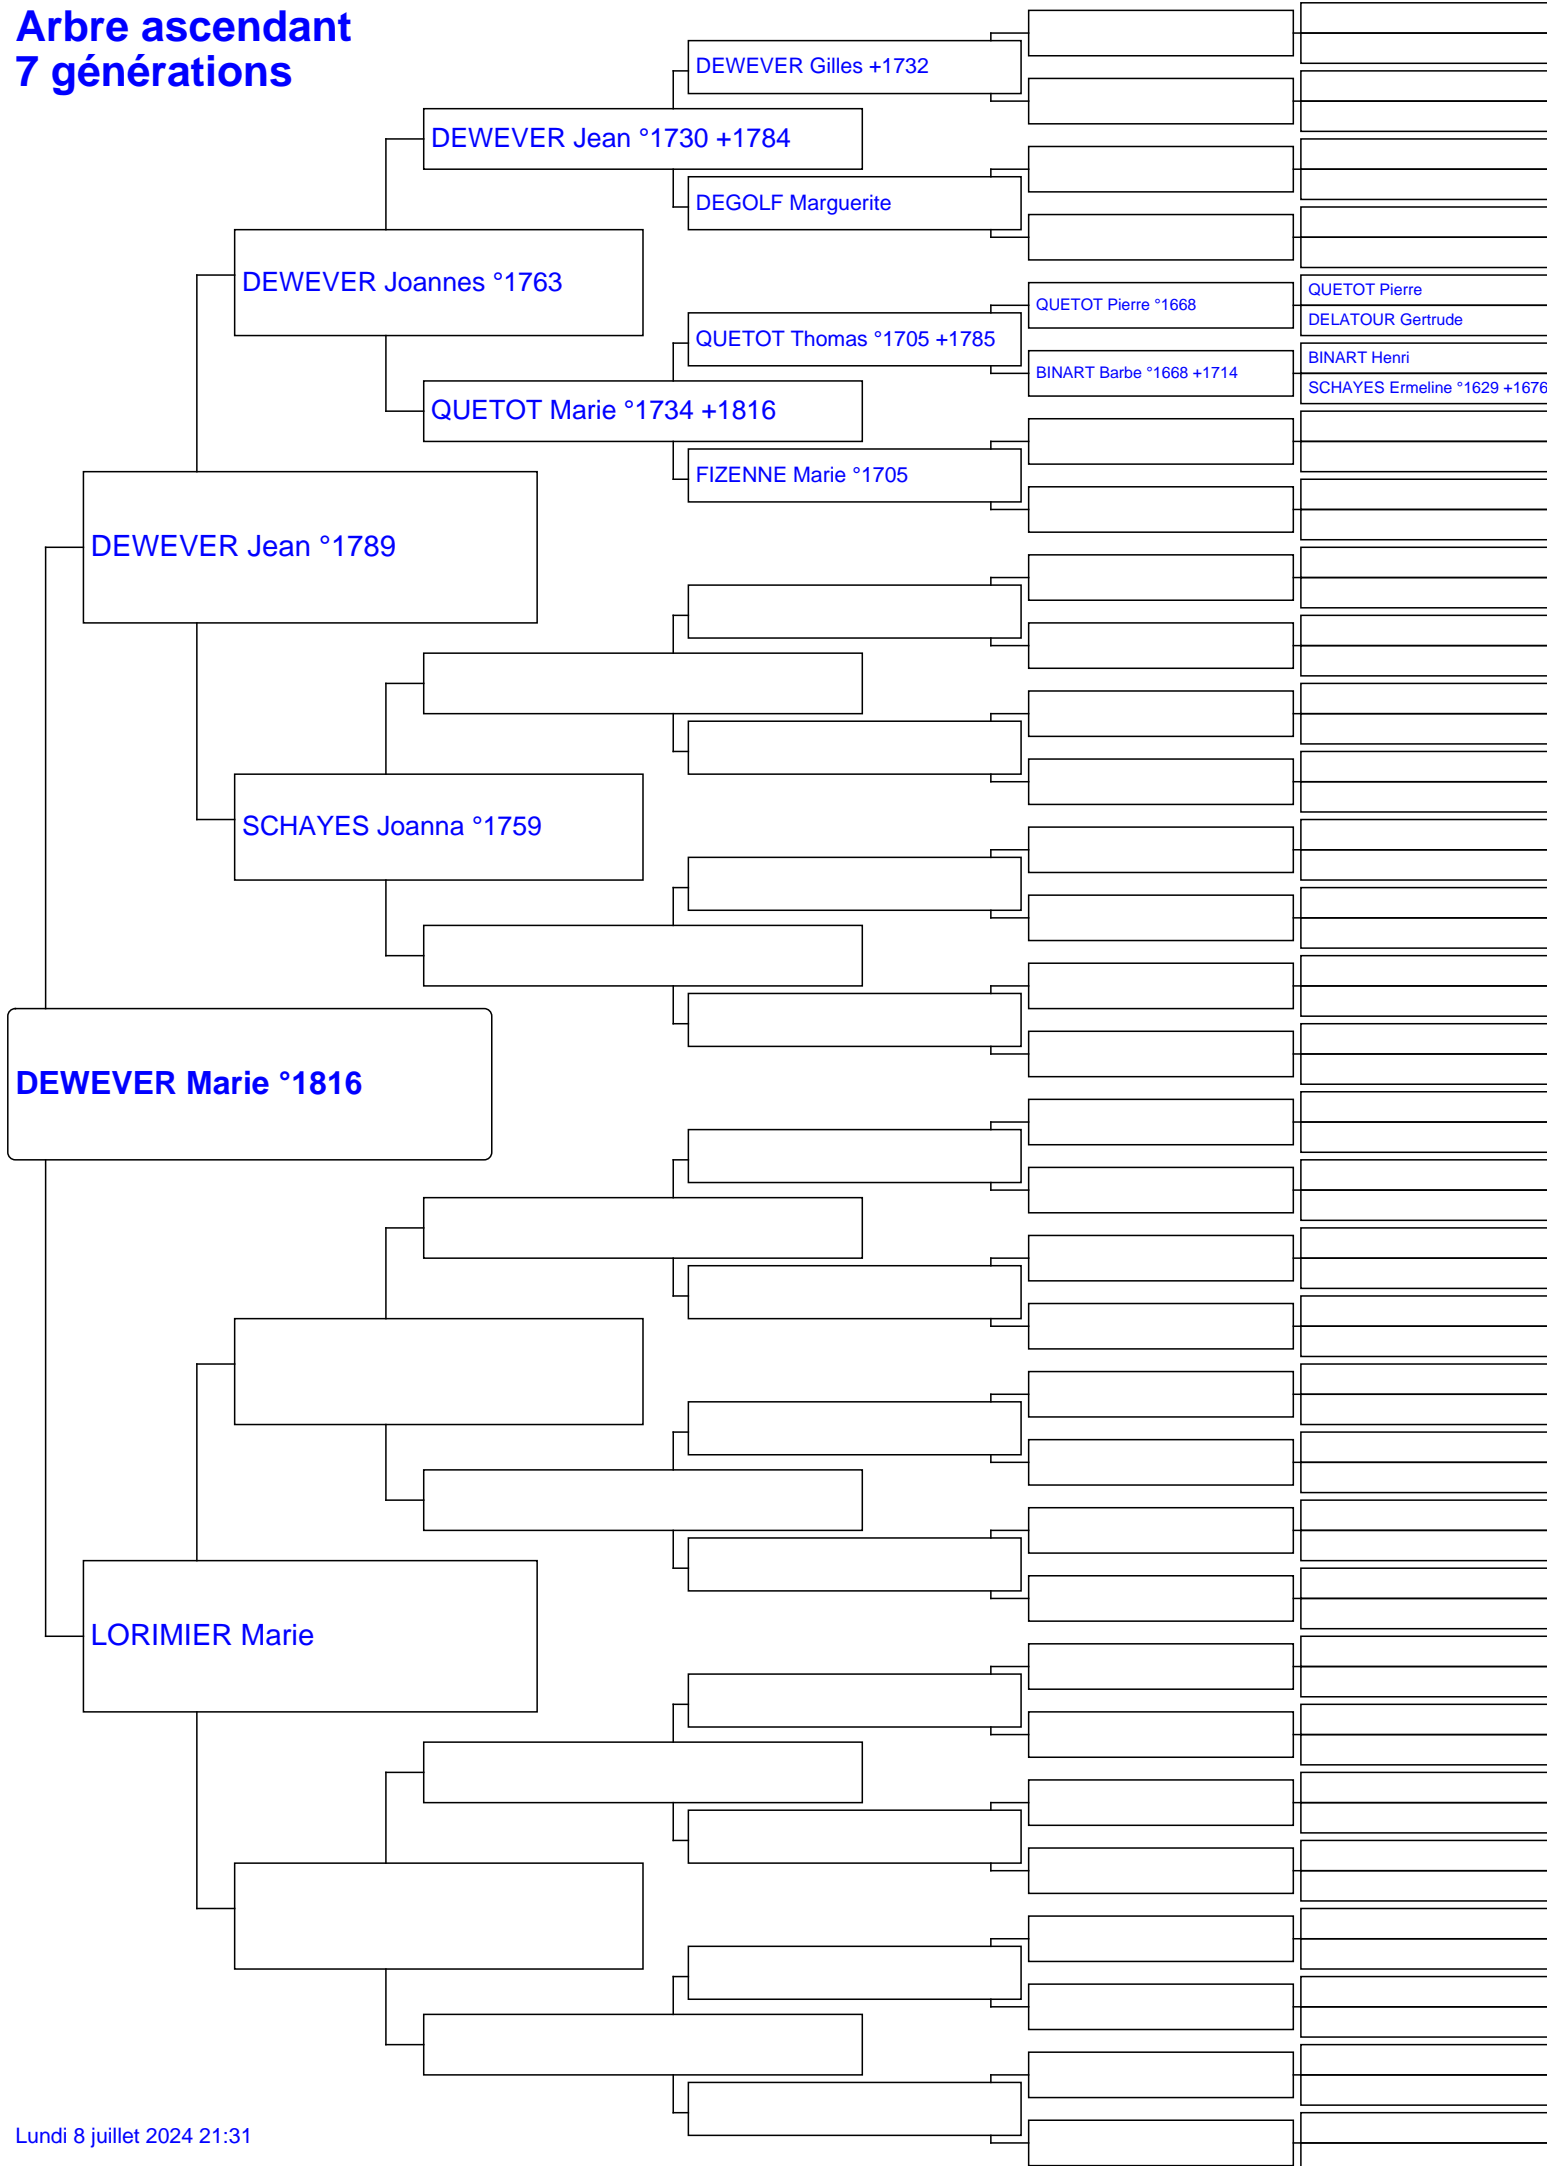 Arbre ascendant
7 générations
DEWEVER Gilles +1732
DEWEVER Jean °1730 +1784
DEGOLF Marguerite
DEWEVER Joannes °1763
QUETOT Pierre
QUETOT Pierre °1668
DELATOUR Gertrude
QUETOT Thomas °1705 +1785
BINART Henri
BINART Barbe °1668 +1714
SCHAYES Ermeline °1629 +1676
QUETOT Marie °1734 +1816
FIZENNE Marie °1705
DEWEVER Jean °1789
SCHAYES Joanna °1759
DEWEVER Marie °1816
LORIMIER Marie
Lundi 8 juillet 2024 21:31